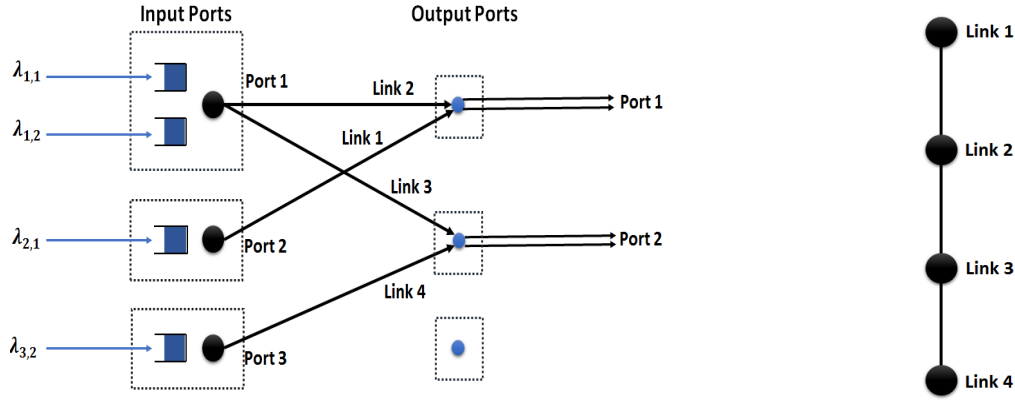 Input Ports
Output Ports
λ1,1
Port 1
Link 2
Port 1
λ1,2
Link 1
Link 3
λ2,1
Port 2
Port 2
Link 4
λ3,2
Port 3
Link 1
Link 2
Link 3
Link 4